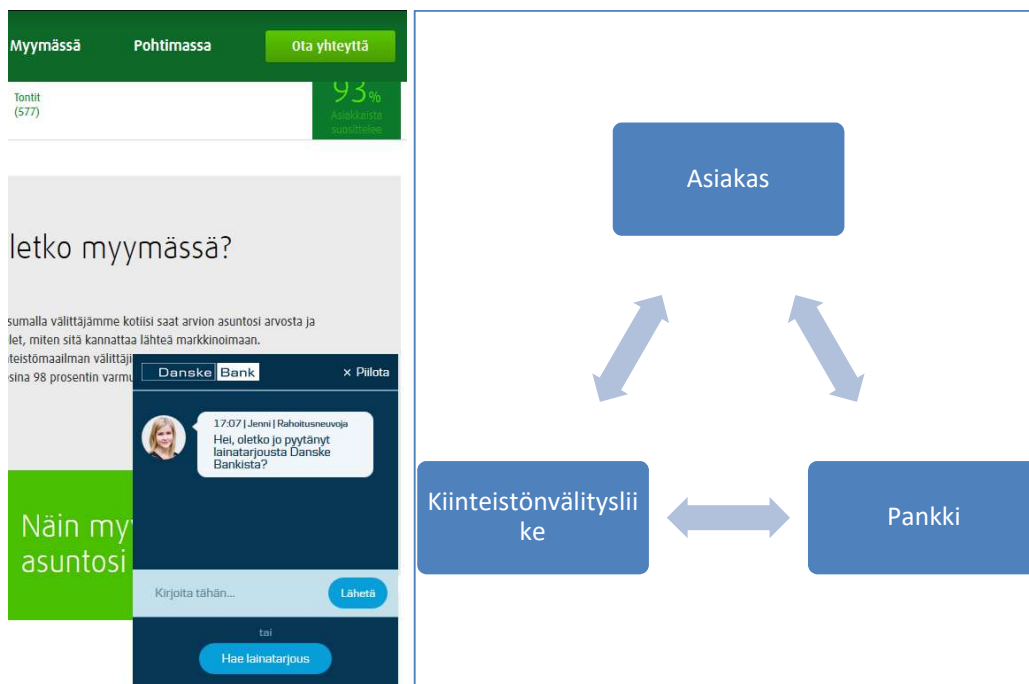 Myymässä
Pohtimassa
Ota yhteyttä
Tontit
(577)
93%
Asiakkaista
suosittelee
letko myymässä?
sumalla välittäjämme kotiisi saat arvion asuntosi arvosta ja
let, miten sitä kannattaa lähteä markkinoimaan.
nteistömaailman välittäji
sina 98 prosentin varmu
Näin my
asuntosi
Danske Bank
× Piilota
17:07 | Jenni | Rahoitusneuvoja
Hei, oletko jo pyytänyt
lainatarjousta Danske
Bankista?
Kirjoita tähän...
Lähetä
tai
Hae lainatarjous
Asiakas
Kiinteistönvälitysli
ke
Pankki